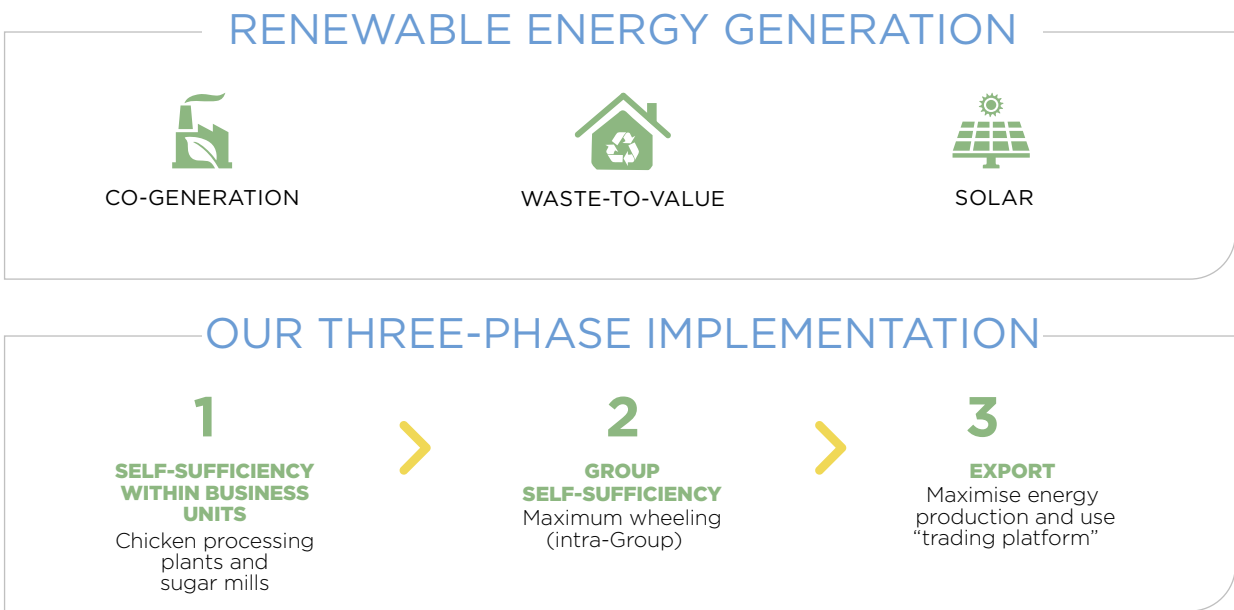 RENEWABLE ENERGY GENERATION
CO-GENERATION
WASTE-TO-VALUE
SOLAR
OUR THREE-PHASE IMPLEMENTATION
1
SELF-SUFFICIENCY
WITHIN BUSINESS
UNITS
Chicken processing
plants and
sugar mills
2
GROUP
SELF-SUFFICIENCY
Maximum wheeling
(intra-Group)
3
EXPORT
Maximise energy
production and use
“trading platform”